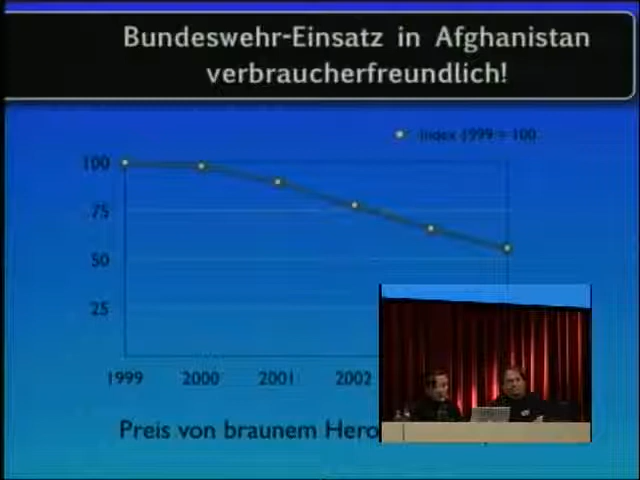 Bundeswehr-Einsatz in Afghanistan
verbraucherfreundlich!
Index 1999 = 100
100
75
50
25
1999 2000 2001 2002
Preis von braunem Hero